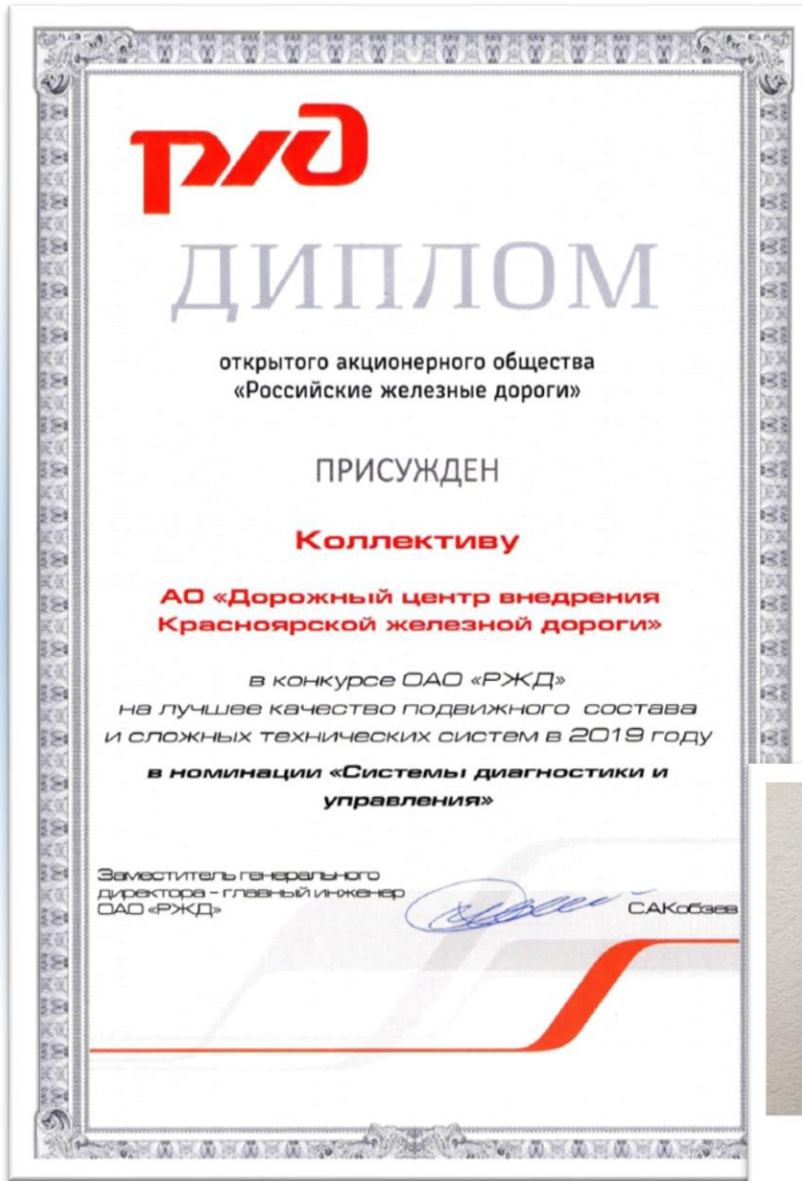 ржд
ДИПЛОМ
открытого акционерного общества
«Российские железные дороги»
ПРИСУЖДЕН
Коллективу
АО «Дорожный центр внедрения
Красноярской железной дороги»
в конкурсе ОАО «РЖД»
на лучшее качество подвижного состава
и сложных технических систем в 2019 году
в номинации «Системы диагностики и
управления»
Заместитель генерального
директора – главный инженер
ОАО «РЖД»
С.А.Кобзев